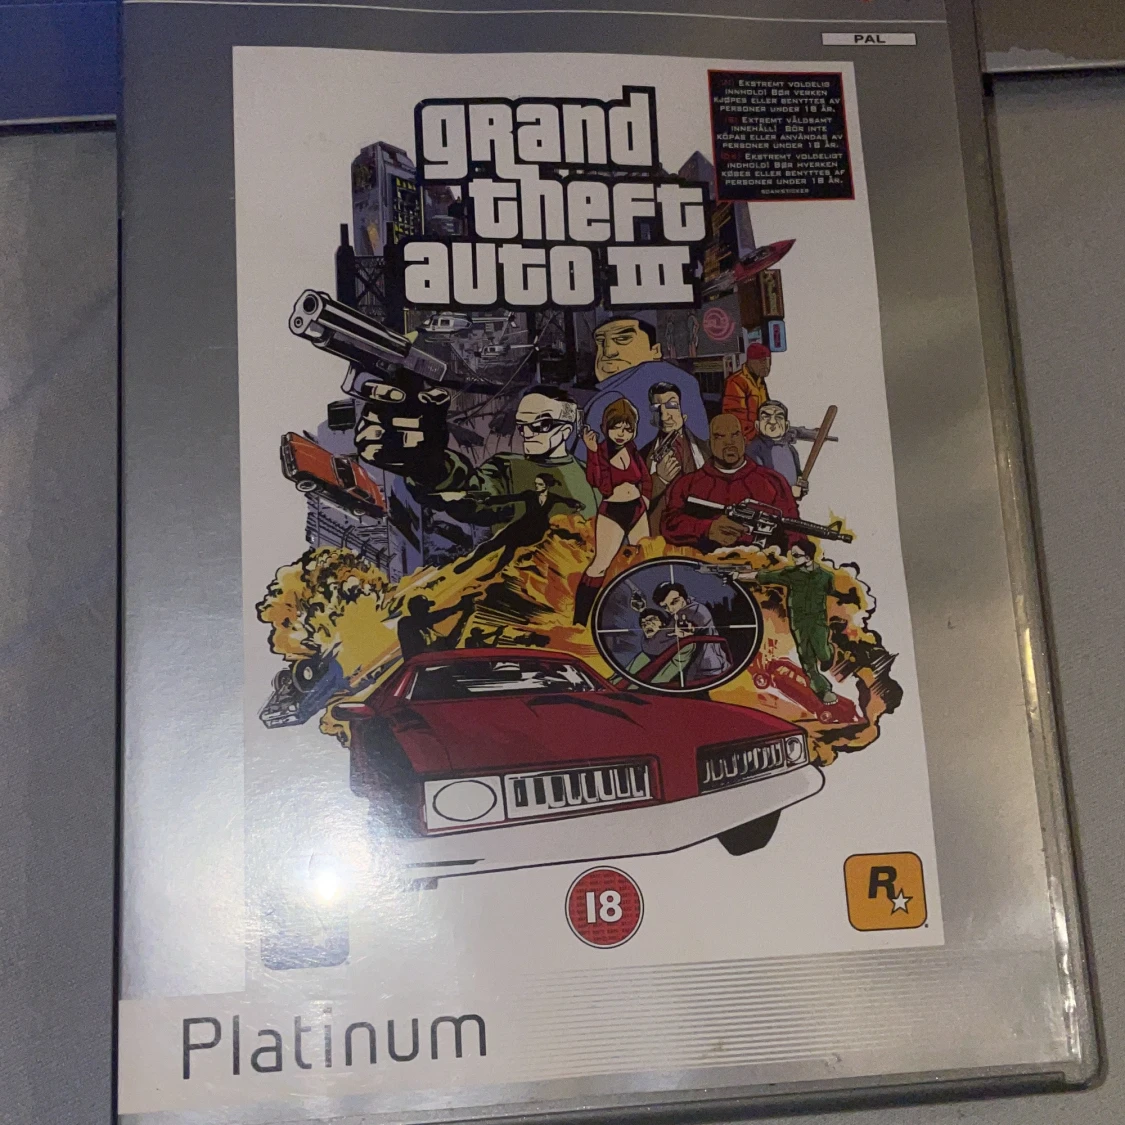 PAL
grand
theft
auto III
EKSTREMT VOLDELIG
INNHOLD! BØR VERKEN
KJØPES ELLER BENYTTES AV
PERSONER UNDER 18 ÅR.
EXTREMT VÅLDSAMT
INNEHÅLL! BÖR INTE
KÖPAS ELLER ANVÄNDAS AV
PERSONER UNDER 18 ÅR.
EKSTREMT VOLDELIGT
INDHOLD! BØR HVERKEN
KØBES ELLER BENYTTES AF
PERSONER UNDER 18 ÅR.
18
R
Platinum